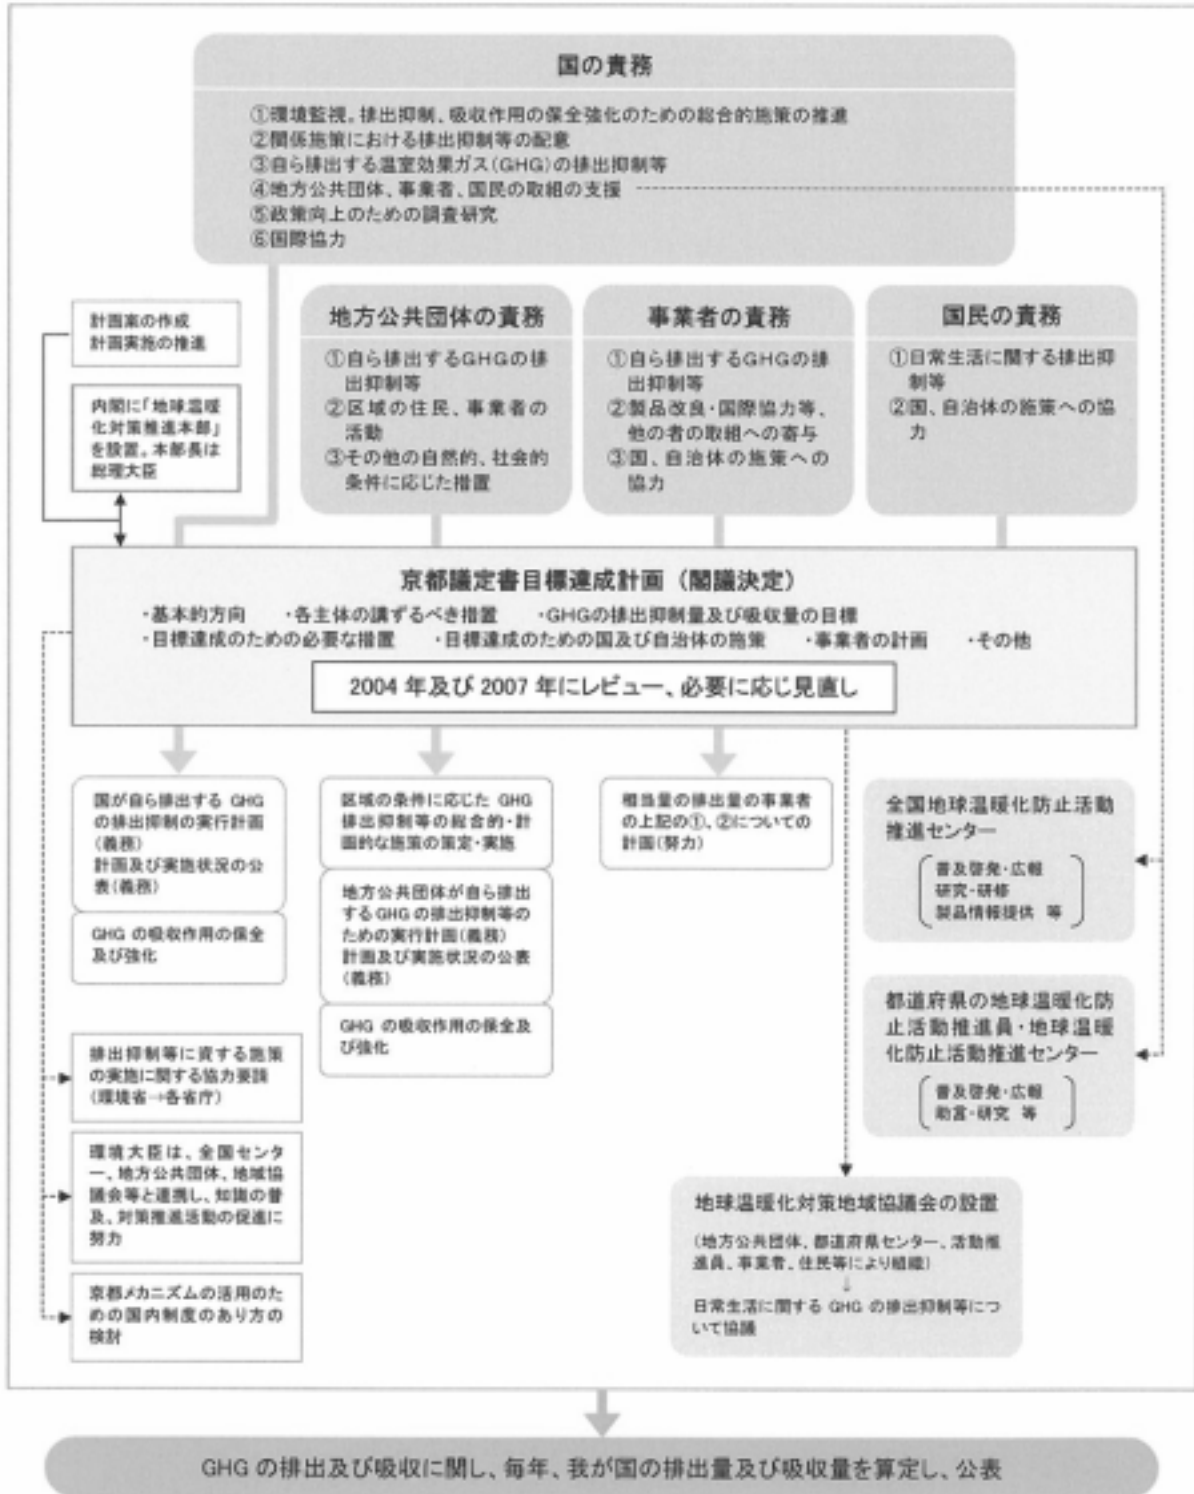 国の責務
①環境監視。排出抑制、吸収作用の保全強化のための総合的施策の推進
②関係施策における排出抑制等の配意
③自ら排出する温室効果ガス(GHG)の排出抑制等
④地方公共団体、事業者、国民の取組の支援
⑤政策向上のための調査研究
⑥国際協力
計画案の作成
計画実施の推進
内閣に「地球温暖
化対策推進本部」
を設置。本部長は
総理大臣
地方公共団体の責務
①自ら排出するGHGの排
出抑制等
②区域の住民、事業者の
活動
③その他の自然的、社会的
条件に応じた措置
事業者の責務
①自ら排出するGHGの排
出抑制等
②製品改良・国際協力等、
他の者の取組への寄与
③国、自治体の施策への
協力
国民の責務
①日常生活に関する排出抑
制等
②国、自治体の施策への協
力
京都議定書目標達成計画（閣議決定）
・基本的方向 ・各主体の講ずるべき措置 ・GHGの排出抑制量及び吸収量の目標
・目標達成のための必要な措置 ・目標達成のための国及び自治体の施策 ・事業者の計画 ・その他
2004 年及び 2007 年にレビュー、必要に応じ見直し
国が自ら排出する GHG
の排出抑制の実行計画
(義務)
計画及び実施状況の公
表(義務)
GHG の吸収作用の保全
及び強化
区域の条件に応じた GHG
排出抑制等の総合的・計
画的な施策の策定・実施
地方公共団体が自ら排出
するGHG の排出抑制等の
ための実行計画(義務)
計画及び実施状況の公表
(義務)
GHG の吸収作用の保全及
び強化
相当量の排出量の事業者
の上記の①、②についての
計画(努力)
全国地球温暖化防止活動
推進センター
普及啓発・広報
研究・研修
製品情報提供 等
都道府県の地球温暖化防
止活動推進員・地球温暖
化防止活動推進センター
普及啓発・広報
助言・研究 等
排出抑制等に資する施策
の実施に関する協力要請
(環境省→各省庁)
環境大臣は、全国センタ
ー、地方公共団体、地域協
議会等と連携し、知識の普
及、対策推進活動の促進に
努力
京都メカニズムの活用のた
めの国内制度のあり方の
検討
地球温暖化対策地域協議会の設置
(地方公共団体、都道府県センター、活動推
進員、事業者、住民等により組織)
↓
日常生活に関する GHG の排出抑制等につ
いて協議
GHG の排出及び吸収に関し、毎年、我が国の排出量及び吸収量を算定し、公表